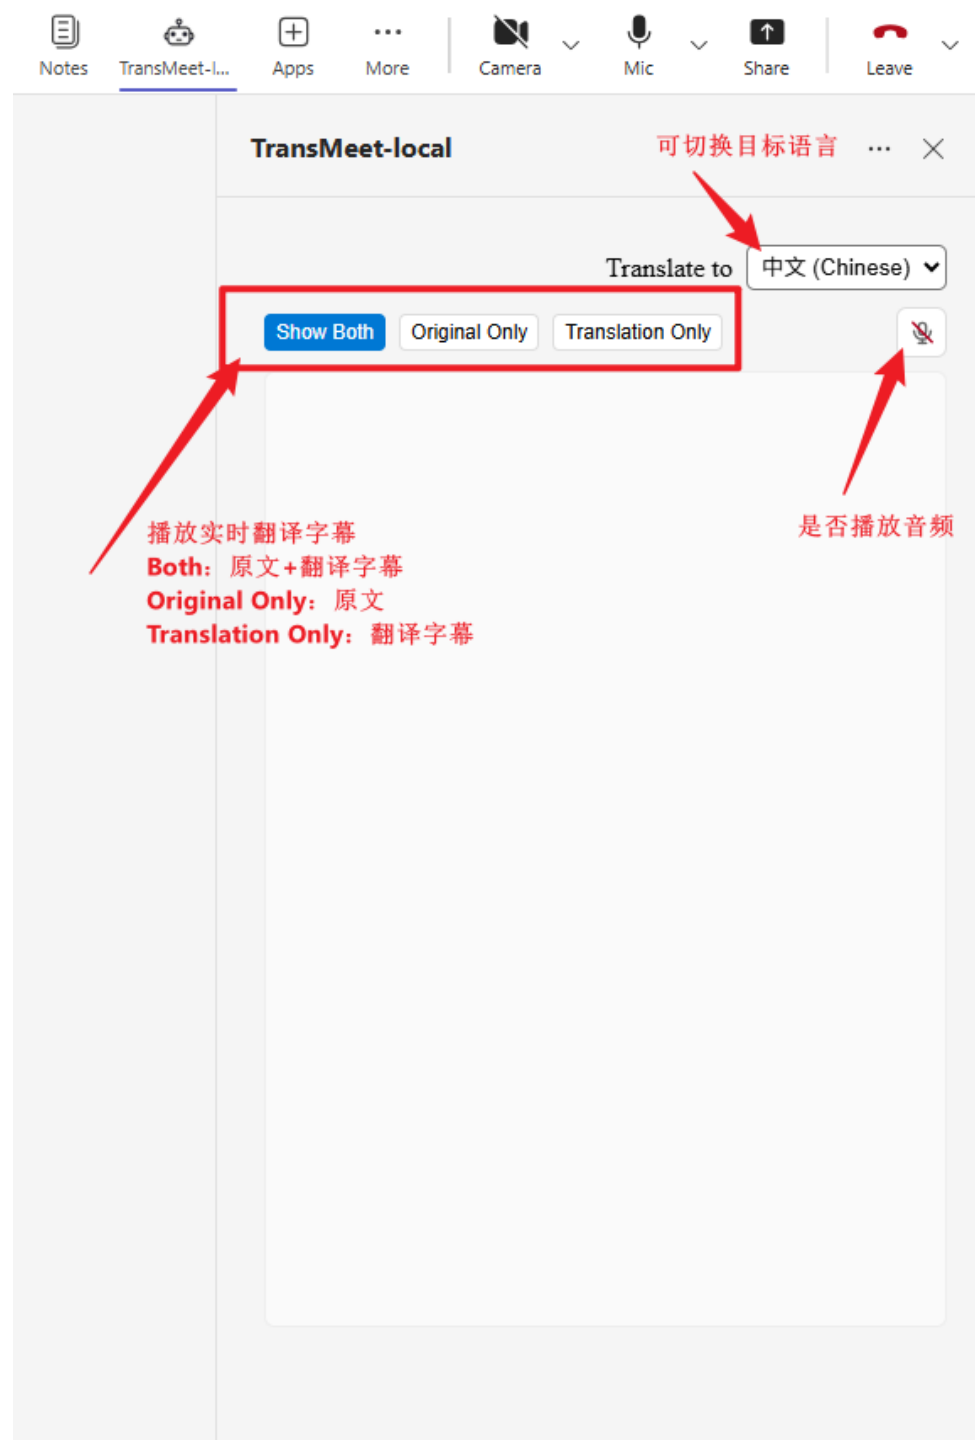 Notes
TransMeet-l...
Apps
More
Camera
Mic
Share
Leave
TransMeet-local
可切换目标语言
Translate to
中文 (Chinese)
Show Both
Original Only
Translation Only
播放实时翻译字幕
Both：原文+翻译字幕
Original Only：原文
Translation Only：翻译字幕
是否播放音频